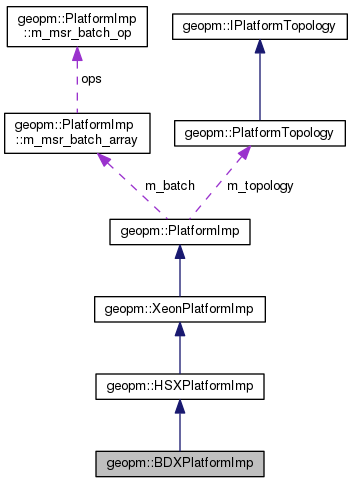 geopm::PlatformImp
::m_msr_batch_op
geopm::IPlatformTopology
ops
geopm::PlatformImp
::m_msr_batch_array
geopm::PlatformTopology
m_batch
m_topology
geopm::PlatformImp
geopm::XeonPlatformImp
geopm::HSXPlatformImp
geopm::BDXPlatformImp